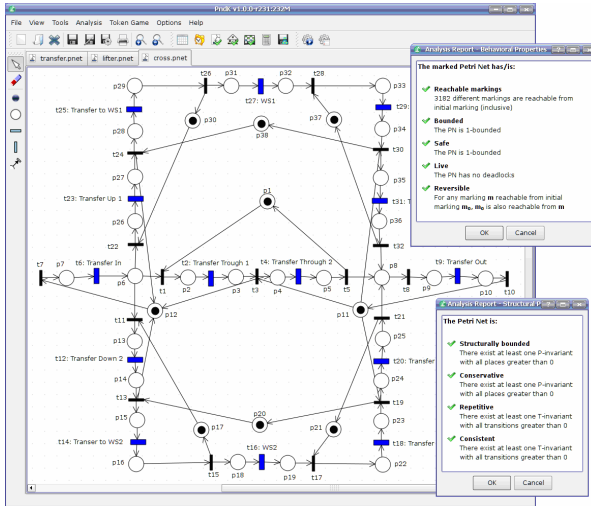 PndK v1.0.0-r231:232M
File View Tools Analysis Token Game Options Help
transfer.pnet lifter.pnet cross.pnet
t26
p29 p31 p32 t28 p33
t27: WS1
t25: Transfer to WS1 t29:
p30 p37
p28 p38 p34
t24 t30
p27 p35
t23: Transfer Up 1 p1 t31: T
p26 p36
t22 t32
t7 p7 t6: Transfer In t2: Transfer Trough 1 t4: Transfer Through 2 p8 t9: Transfer Out
p6 t1 p2 p3 t3 p4 p5 t5 t8 p9 p10 t10
p12 p11
t11 t21
p13 p25
t12: Transfer Down 2 t20: Transfer
p14 p24
t13 t19
p15 p20 p23
p17 p21
t14: Transer to WS2 t16: WS2 t18: Transfer
p16 t15 p18 p19 t17 p22
Analysis Report - Behavioral Properties
The marked Petri Net has/is:
Reachable markings
3182 different markings are reachable from
initial marking (inclusive)
Bounded
The PN is 1-bounded
Safe
The PN is 1-bounded
Live
The PN has no deadlocks
Reversible
For any marking m reachable from initial
marking m₀, m₀ is also reachable from m
OK Cancel
Analysis Report - Structural P
The Petri Net is:
Structurally bounded
There exist at least one P-invariant
with all places greater than 0
Conservative
There exist at least one P-invariant
with all places greater than 0
Repetitive
There exist at least one T-invariant
with all transitions greater than 0
Consistent
There exist at least one T-invariant
with all transitions greater than 0
OK Cancel